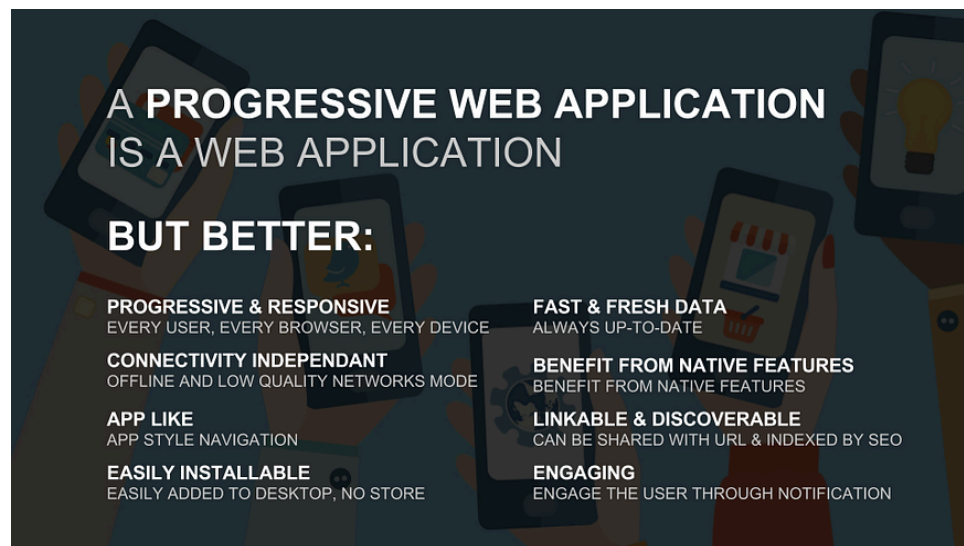 A PROGRESSIVE WEB APPLICATION
IS A WEB APPLICATION
BUT BETTER:
PROGRESSIVE & RESPONSIVE
EVERY USER, EVERY BROWSER, EVERY DEVICE
CONNECTIVITY INDEPENDANT
OFFLINE AND LOW QUALITY NETWORKS MODE
APP LIKE
APP STYLE NAVIGATION
EASILY INSTALLABLE
EASILY ADDED TO DESKTOP, NO STORE
FAST & FRESH DATA
ALWAYS UP-TO-DATE
BENEFIT FROM NATIVE FEATURES
BENEFIT FROM NATIVE FEATURES
LINKABLE & DISCOVERABLE
CAN BE SHARED WITH URL & INDEXED BY SEO
ENGAGING
ENGAGE THE USER THROUGH NOTIFICATION